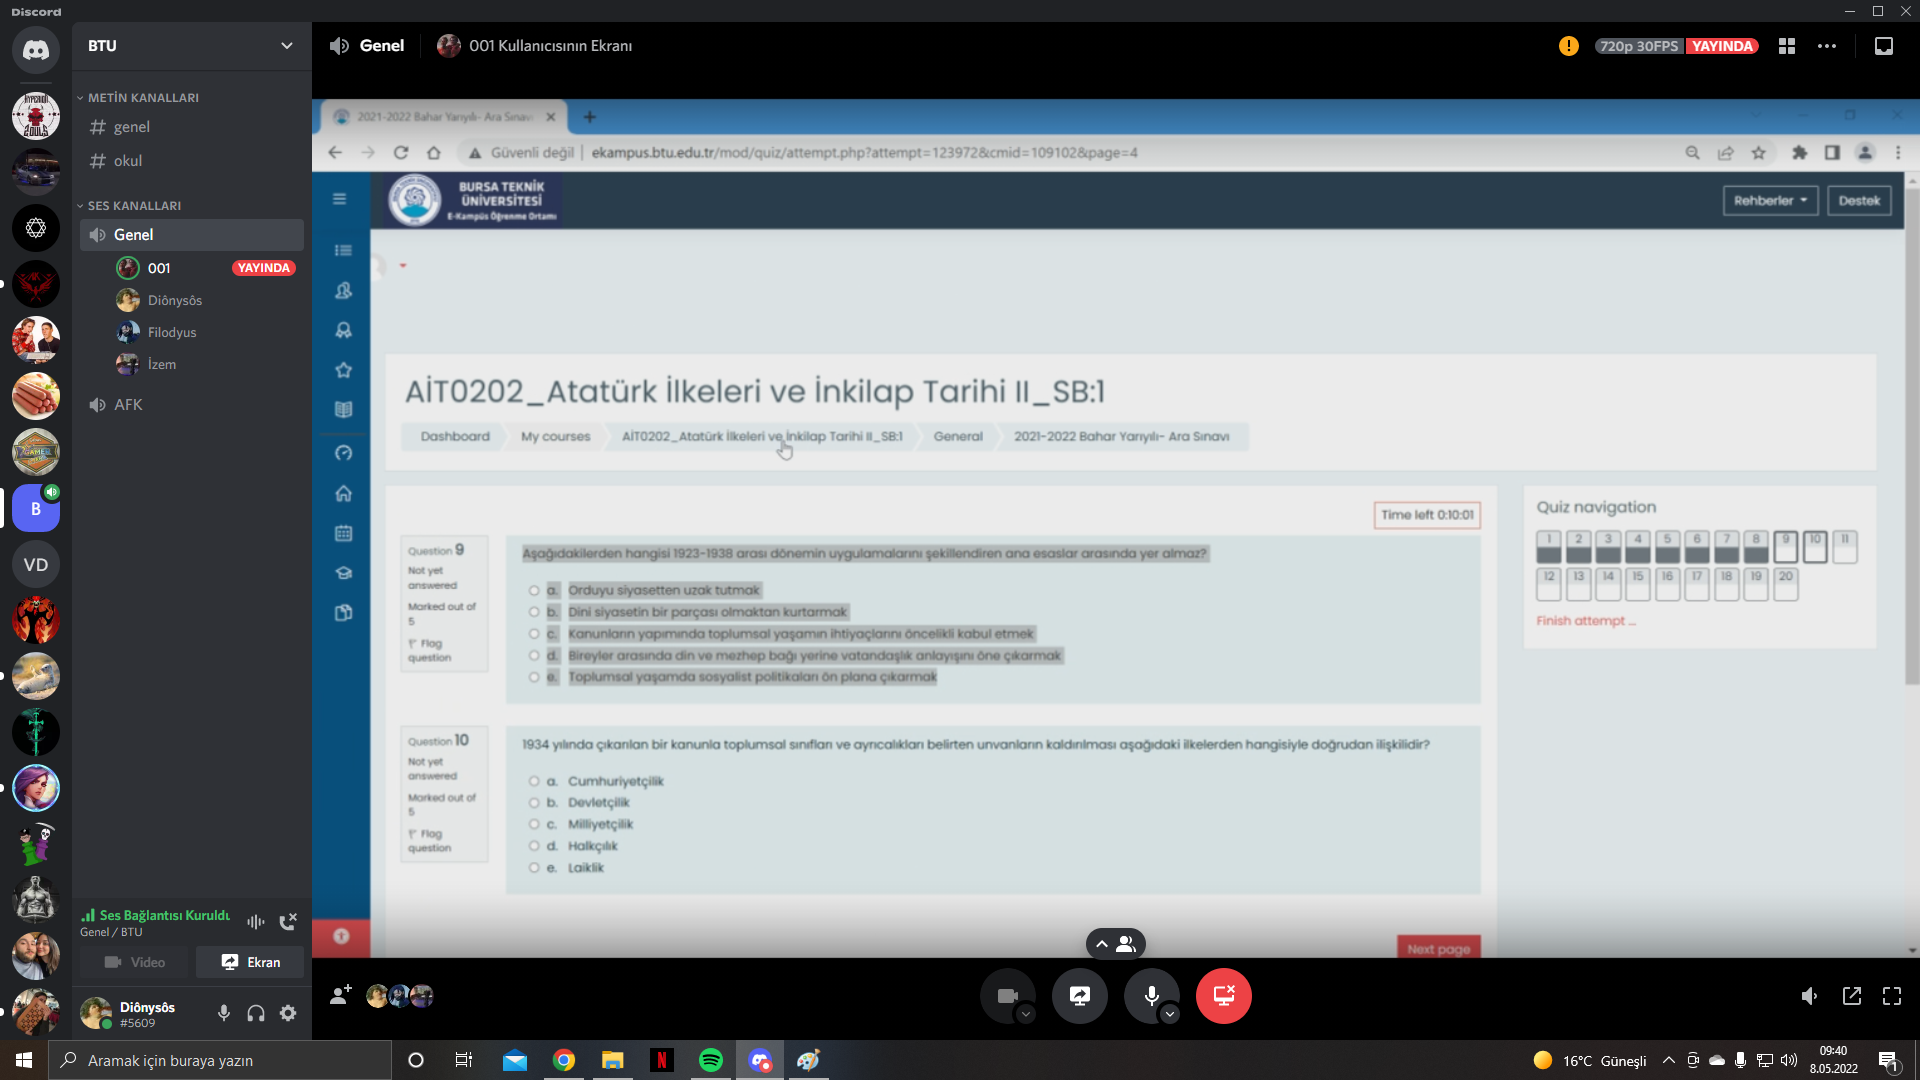 Discord
BTU
METİN KANALLARI
genel
okul
SES KANALLARI
Genel
001 YAYINDA
Diônysôs
Filodyus
İzem
AFK
B
VD
Ses Bağlantısı Kuruldu
Genel / BTU
Video
Ekran
Diônysôs
#5609
Genel
001 Kullanıcısının Ekranı
720p 30FPS YAYINDA
2021-2022 Bahar Yarıyılı- Ara Sınavı
Güvenli değil | ekampus.btu.edu.tr/mod/quiz/attempt.php?attempt=123972&cmid=109102&page=4
BURSA TEKNİK
ÜNİVERSİTESİ
E-Kampüs Öğrenme Ortamı
Rehberler
Destek
AİT0202_Atatürk İlkeleri ve İnkilap Tarihi II_SB:1
Dashboard
My courses
AİT0202_Atatürk İlkeleri ve İnkilap Tarihi II_SB:1
General
2021-2022 Bahar Yarıyılı- Ara Sınavı
Time left 0:10:01
Question 9
Not yet
answered
Marked out of
5
Flag
question
Aşağıdakilerden hangisi 1923-1938 arası dönemin uygulamalarını şekillendiren ana esaslar arasında yer almaz?
a. Orduyu siyasetten uzak tutmak
b. Dini siyasetin bir parçası olmaktan kurtarmak
c. Kanunların yapımında toplumsal yaşamın ihtiyaçlarını öncelikli kabul etmek
d. Bireyler arasında din ve mezhep bağı yerine vatandaşlık anlayışını öne çıkarmak
e. Toplumsal yaşamda sosyalist politikaları ön plana çıkarmak
Question 10
Not yet
answered
Marked out of
5
Flag
question
1934 yılında çıkarılan bir kanunla toplumsal sınıfları ve ayrıcalıkları belirten unvanların kaldırılması aşağıdaki ilkelerden hangisiyle doğrudan ilişkilidir?
a. Cumhuriyetçilik
b. Devletçilik
c. Milliyetçilik
d. Halkçılık
e. Laiklik
Next page
Quiz navigation
1 2 3 4 5 6 7 8 9 10 11
12 13 14 15 16 17 18 19 20
Finish attempt ...
Aramak için buraya yazın
16°C Güneşli
09:40
8.05.2022
1